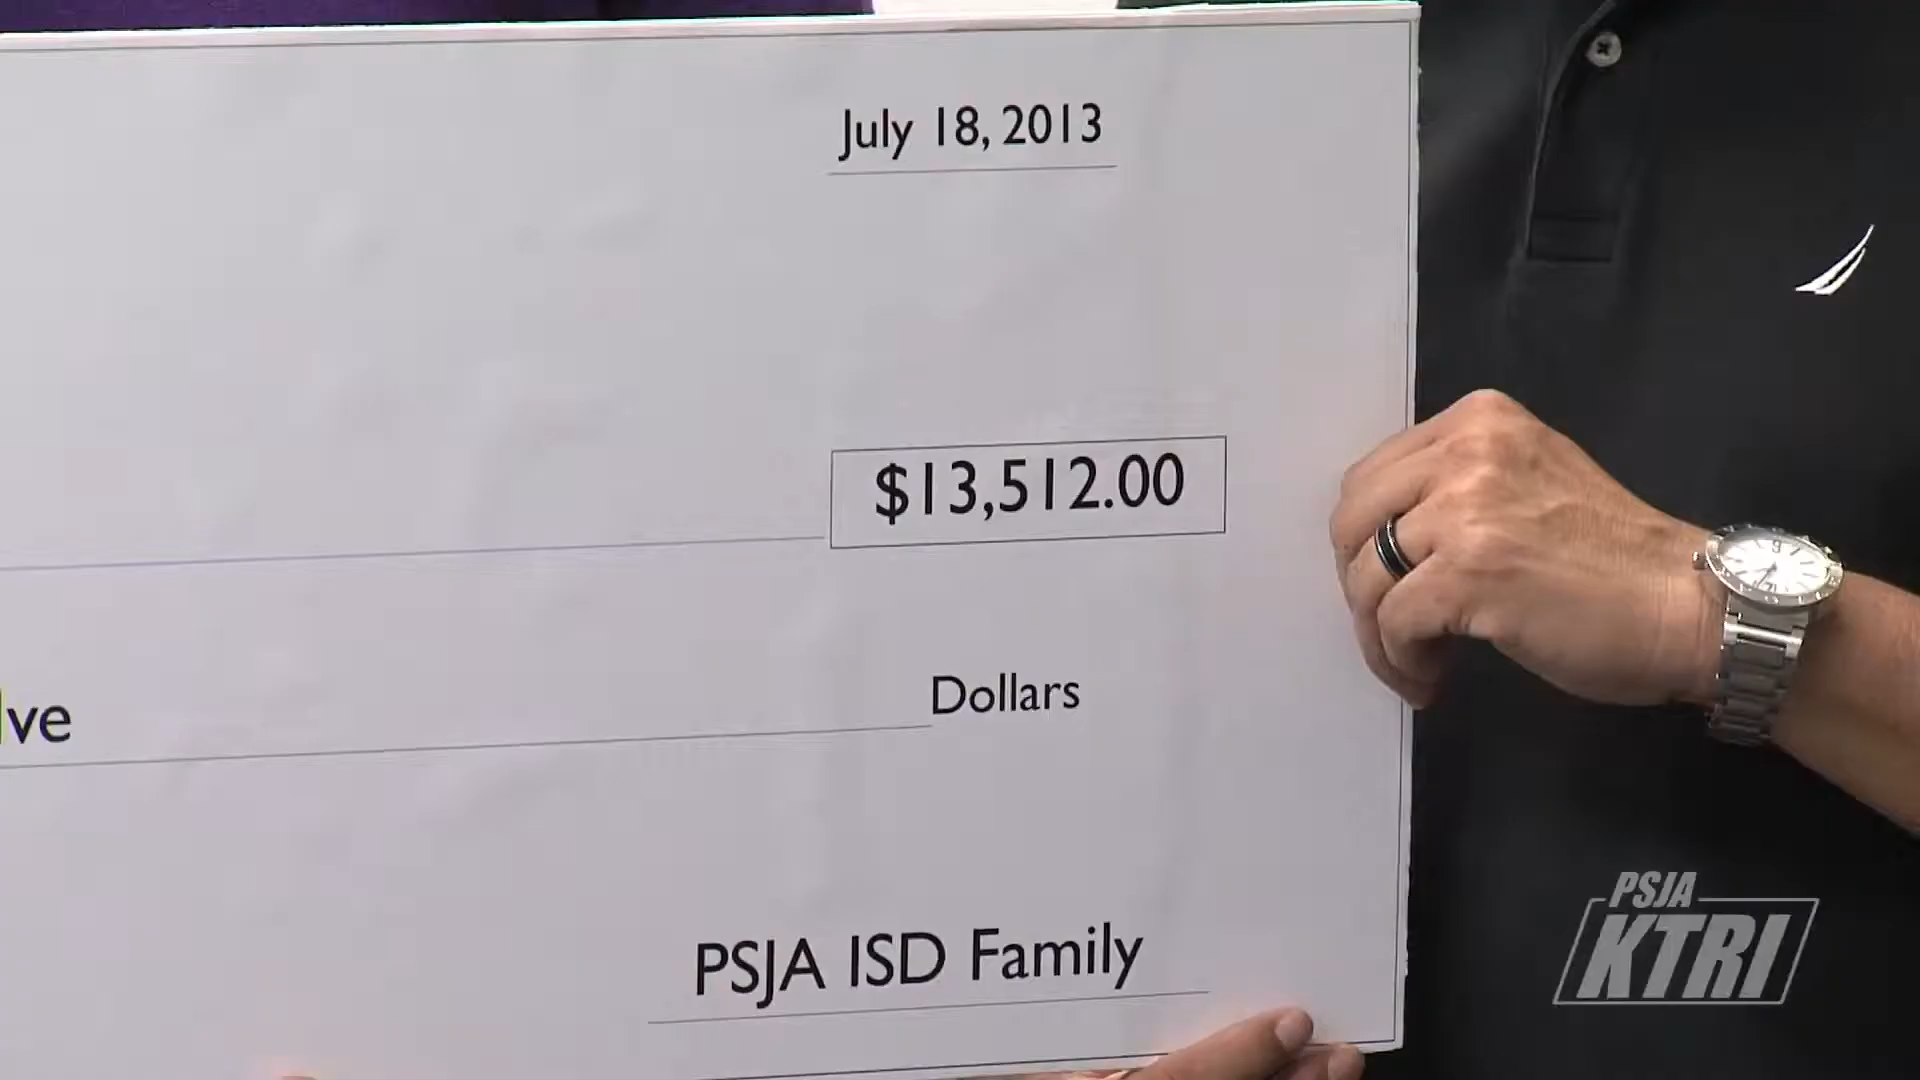 July 18, 2013
$13,512.00
lve
Dollars
PSJA ISD Family
PSJA
KTRI